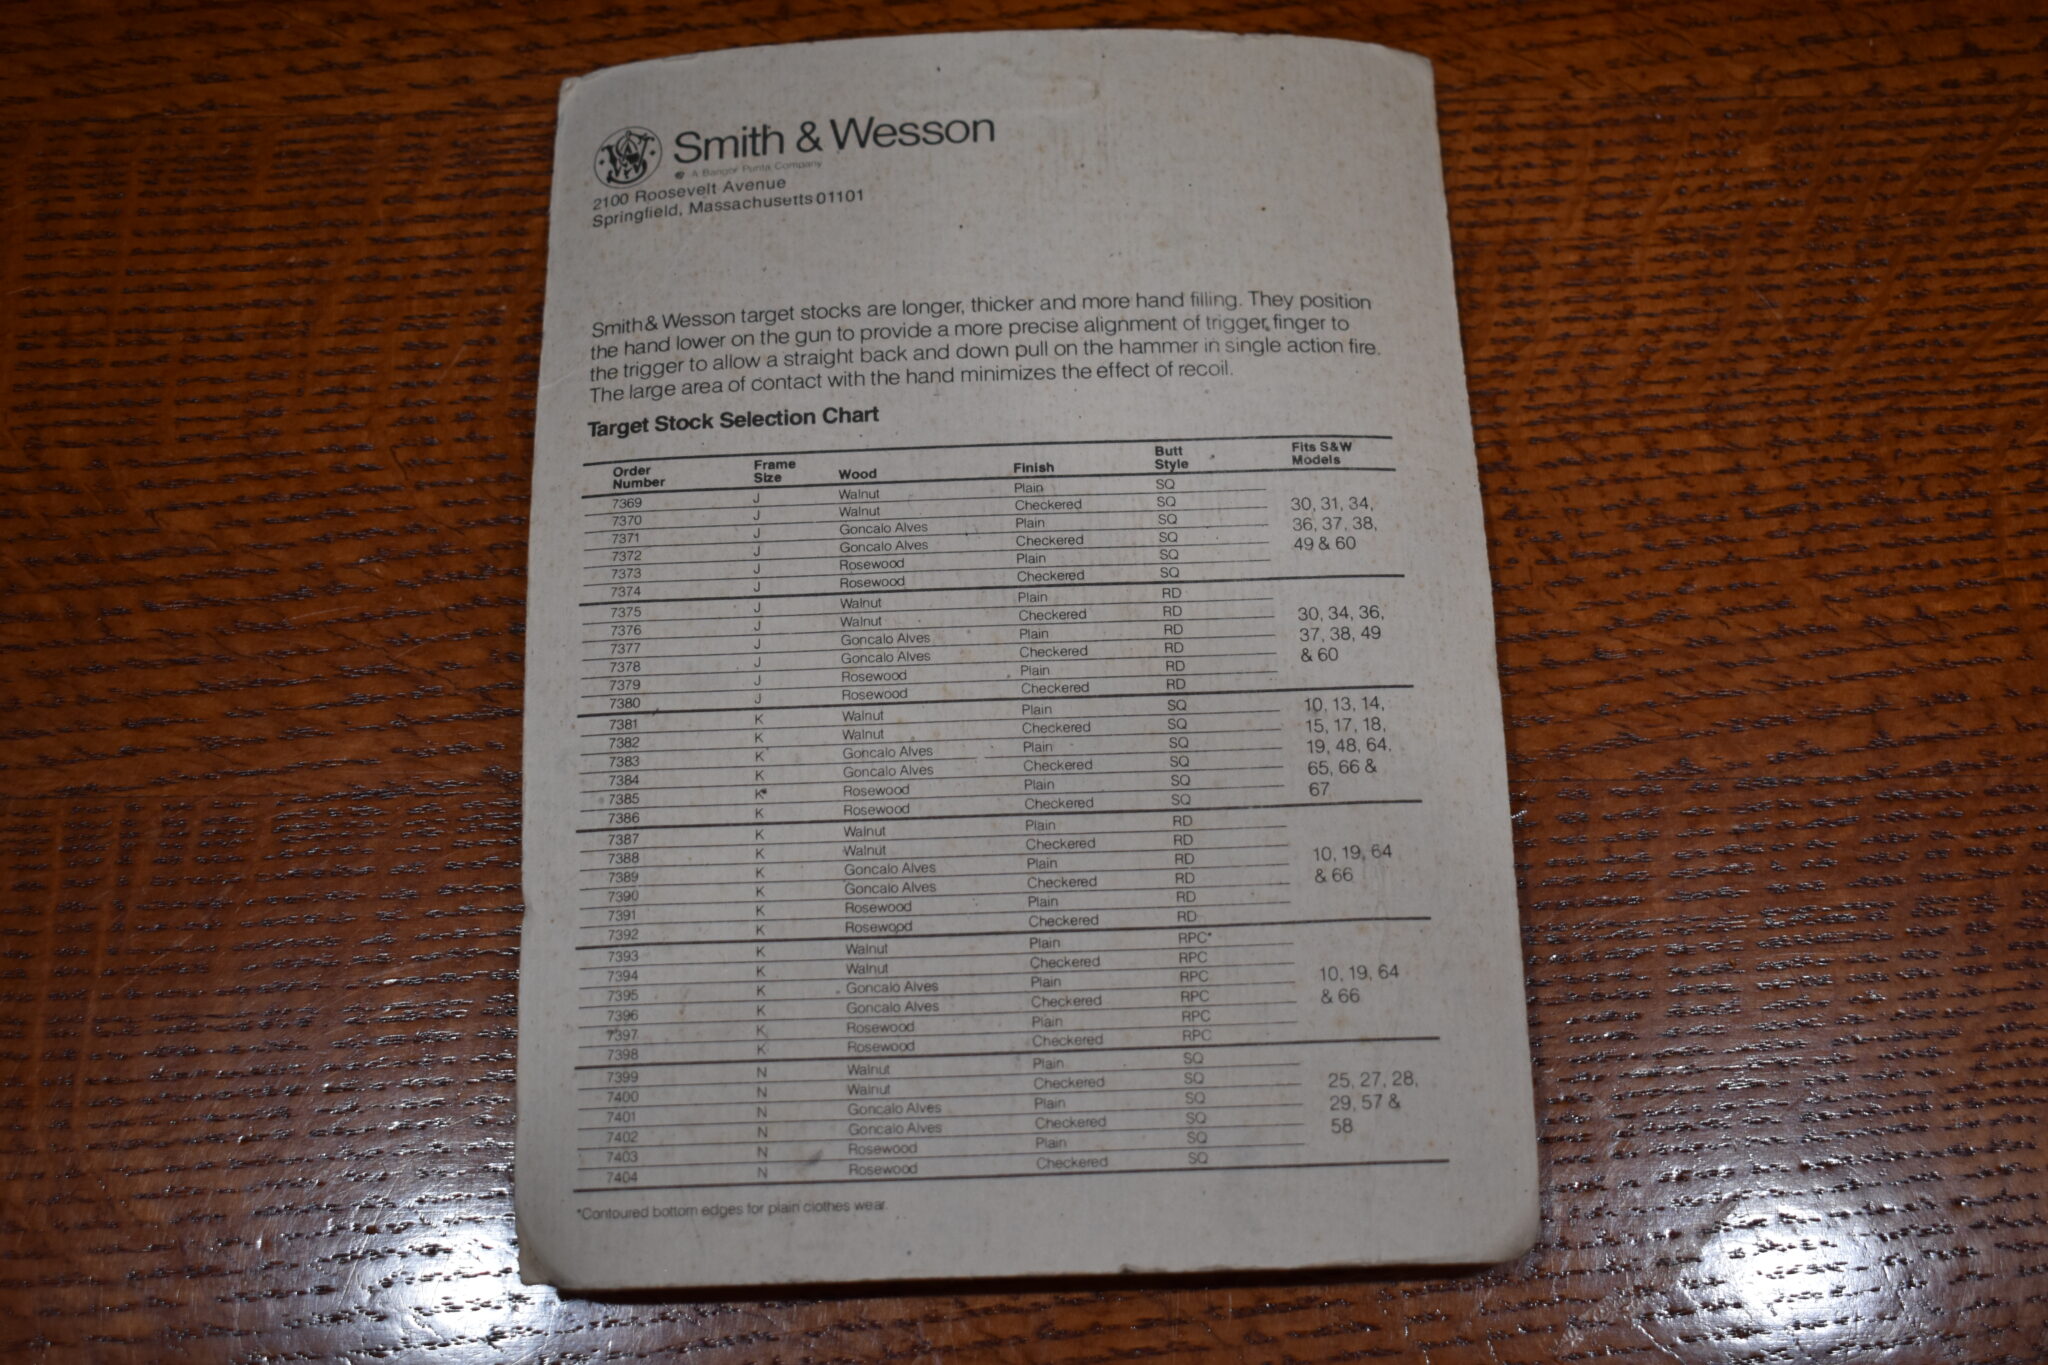 Smith & Wesson
A Bangor Punta Company
2100 Roosevelt Avenue
Springfield, Massachusetts 01101
Smith & Wesson target stocks are longer, thicker and more hand filling. They position
the hand lower on the gun to provide a more precise alignment of trigger finger to
the trigger to allow a straight back and down pull on the hammer in single action fire.
The large area of contact with the hand minimizes the effect of recoil.
Target Stock Selection Chart
Order Number Frame Size Wood Finish Butt Style Fits S&W Models
7369 J Walnut Plain SQ
7370 J Walnut Checkered SQ 30, 31, 34,
7371 J Goncalo Alves Plain SQ 36, 37, 38,
7372 J Goncalo Alves Checkered SQ 49 & 60
7373 J Rosewood Plain SQ
7374 J Rosewood Checkered SQ
7375 J Walnut Plain RD
7376 J Walnut Checkered RD 30, 34, 36,
7377 J Goncalo Alves Plain RD 37, 38, 49
7378 J Goncalo Alves Checkered RD & 60
7379 J Rosewood Plain RD
7380 J Rosewood Checkered RD
7381 K Walnut Plain SQ 10, 13, 14,
7382 K Walnut Checkered SQ 15, 17, 18,
7383 K Goncalo Alves Plain SQ 19, 48, 64,
7384 K Goncalo Alves Checkered SQ 65, 66 &
7385 K Rosewood Plain SQ 67
7386 K Rosewood Checkered SQ
7387 K Walnut Plain RD
7388 K Walnut Checkered RD
7389 K Goncalo Alves Plain RD 10, 19, 64
7390 K Goncalo Alves Checkered RD & 66
7391 K Rosewood Plain RD
7392 K Rosewood Checkered RD
7393 K Walnut Plain RPC*
7394 K Walnut Checkered RPC
7395 K Goncalo Alves Plain RPC 10, 19, 64
7396 K Goncalo Alves Checkered RPC & 66
7397 K Rosewood Plain RPC
7398 K Rosewood Checkered RPC
7399 N Walnut Plain SQ
7400 N Walnut Checkered SQ 25, 27, 28,
7401 N Goncalo Alves Plain SQ 29, 57 &
7402 N Goncalo Alves Checkered SQ 58
7403 N Rosewood Plain SQ
7404 N Rosewood Checkered SQ
*Contoured bottom edges for plain clothes wear.